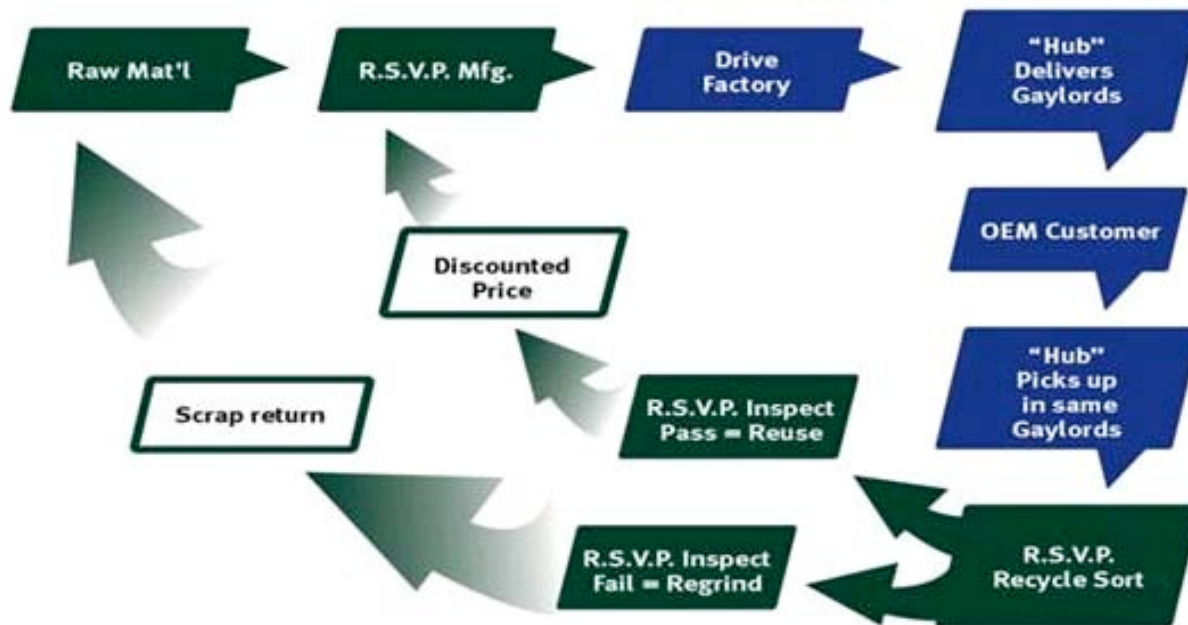 Raw Mat'l
R.S.V.P. Mfg.
Drive
Factory
“Hub”
Delivers
Gaylords
OEM Customer
Discounted
Price
“Hub”
Picks up
in same
Gaylords
Scrap return
R.S.V.P. Inspect
Pass = Reuse
R.S.V.P. Inspect
Fail = Regrind
R.S.V.P.
Recycle Sort